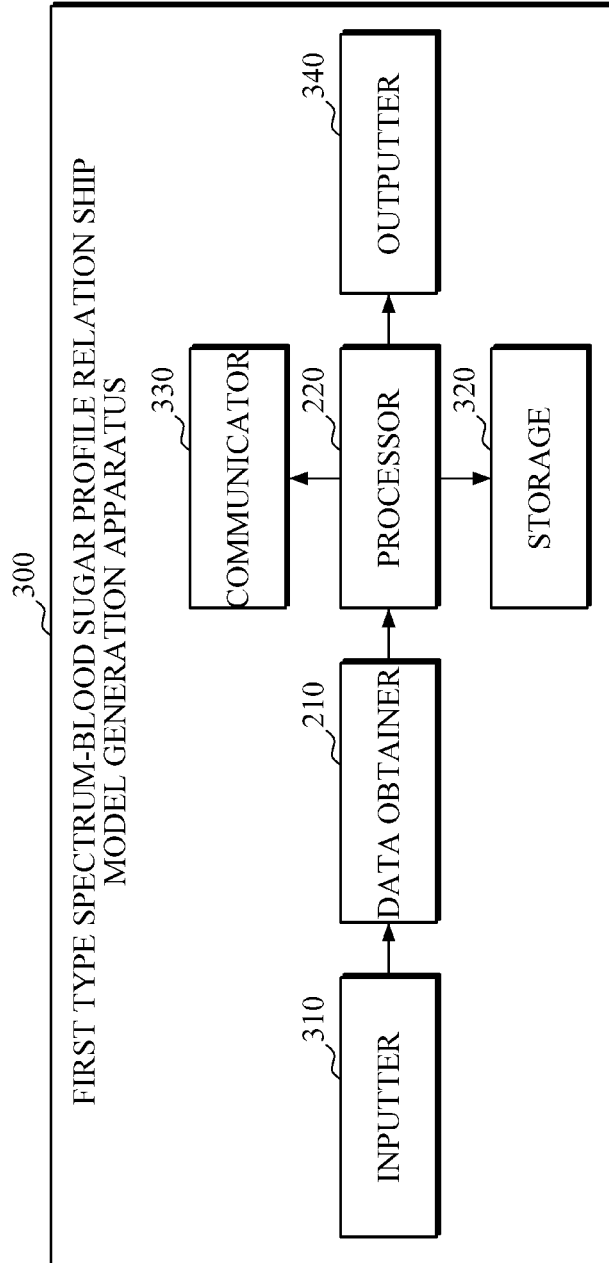 300
FIRST TYPE SPECTRUM-BLOOD SUGAR PROFILE RELATION SHIP
MODEL GENERATION APPARATUS
330
COMMUNICATOR
310
INPUTTER
210
DATA OBTAINER
220
PROCESSOR
340
OUTPUTTER
320
STORAGE